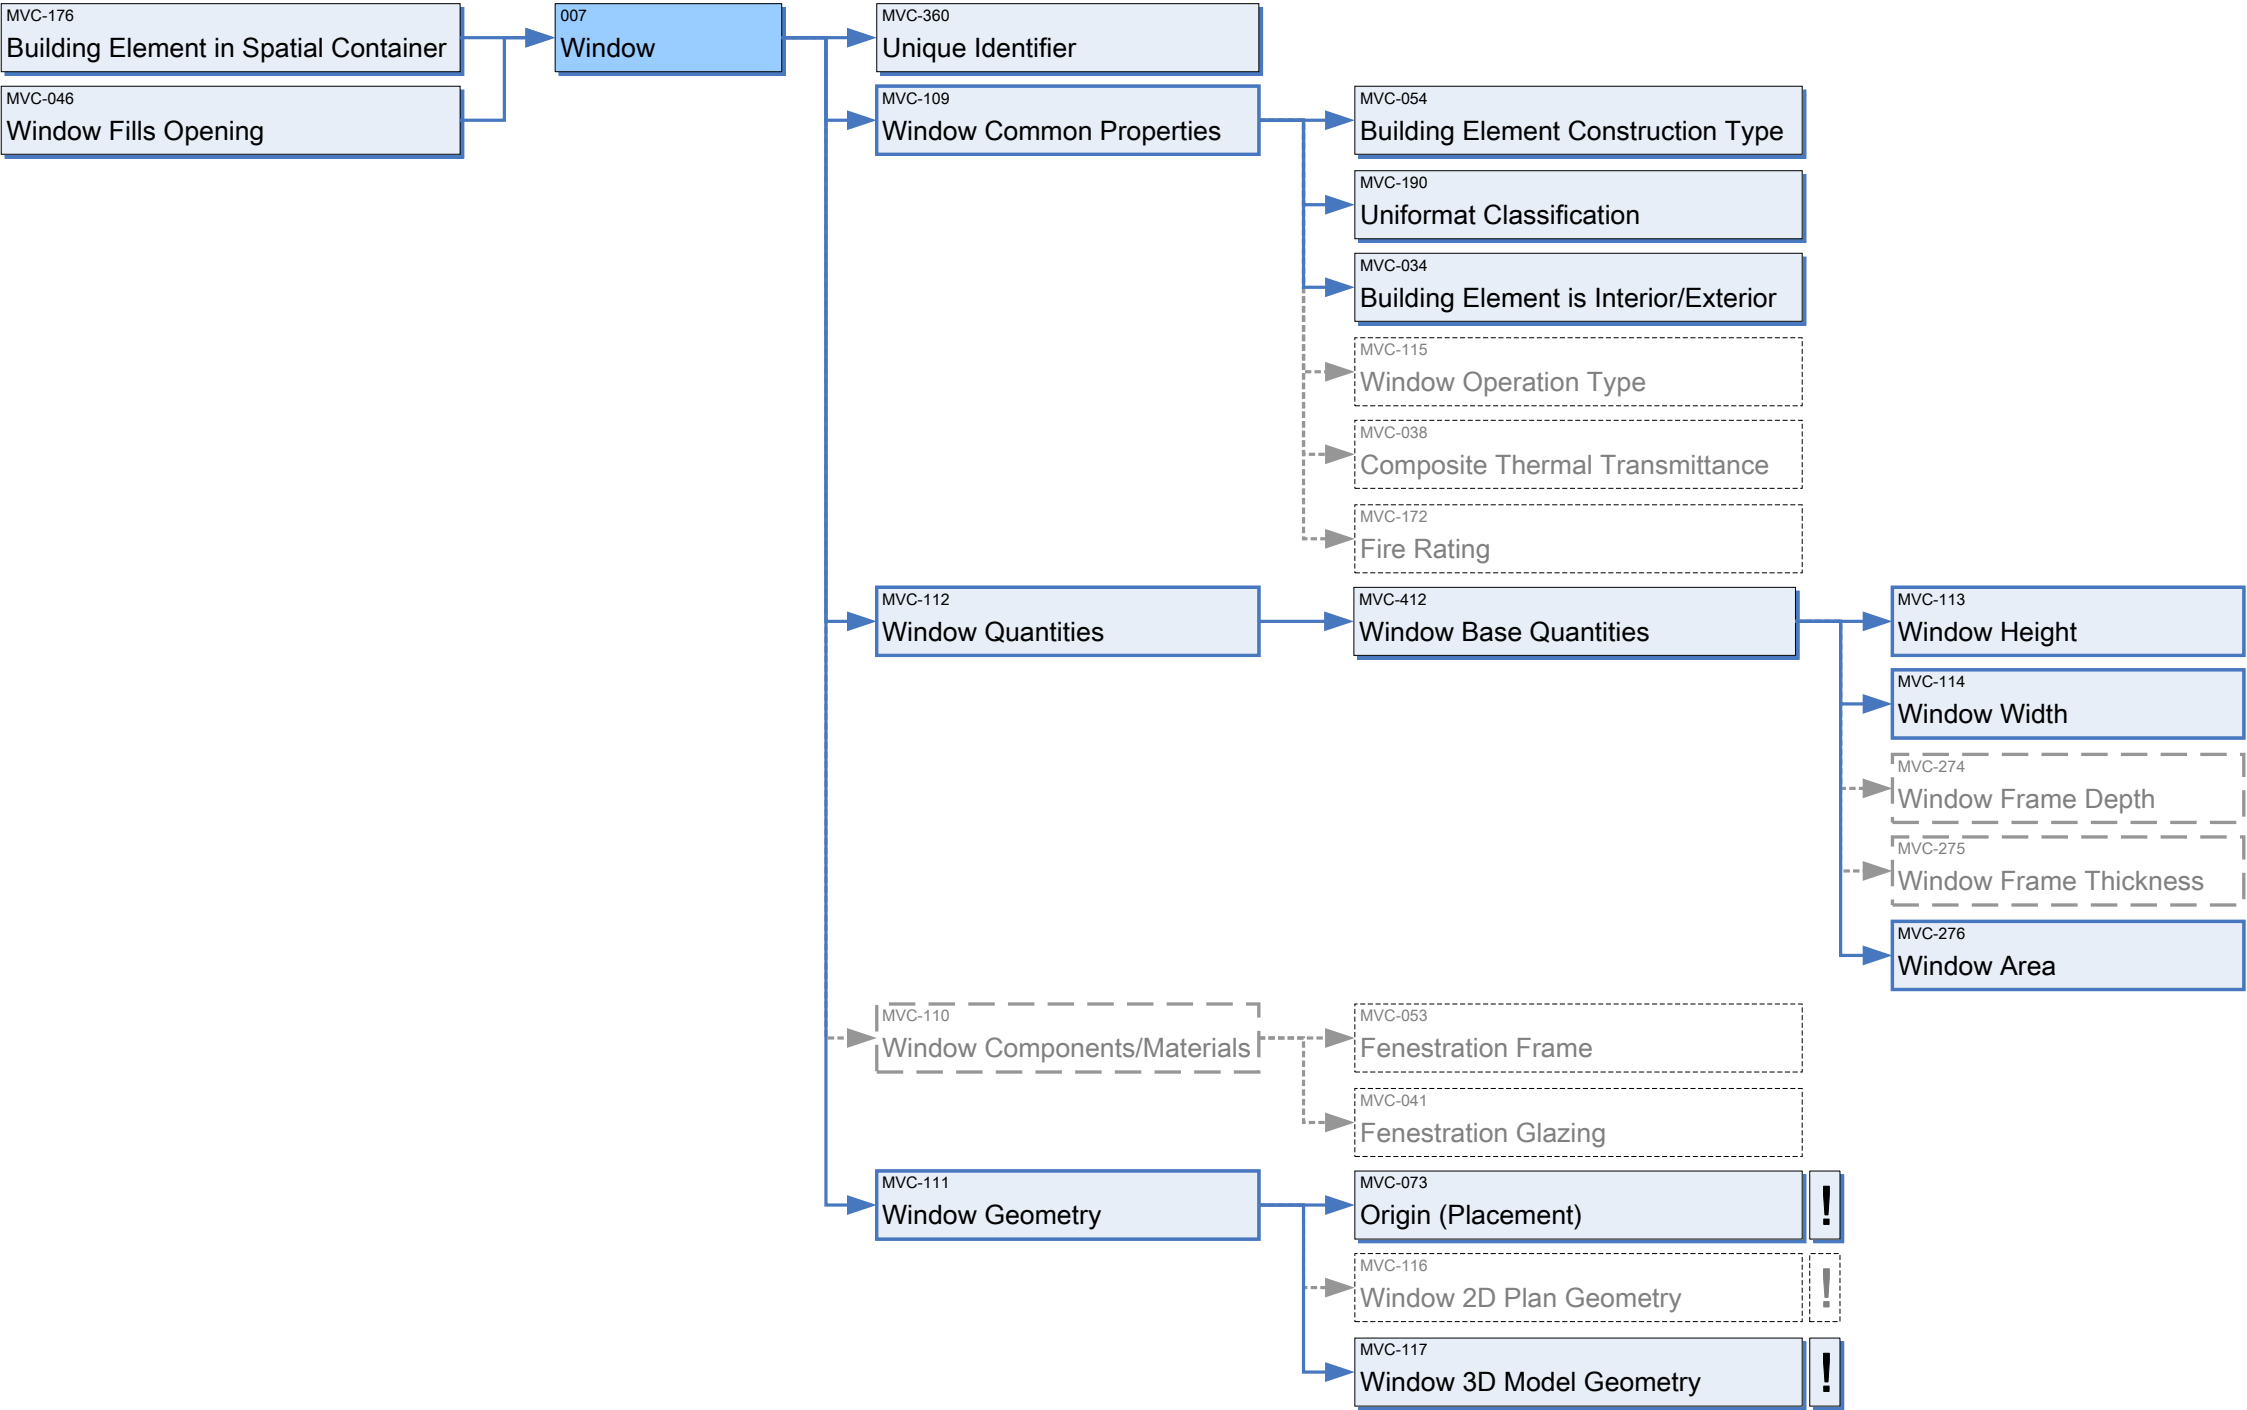 MVC-176
Building Element in Spatial Container
MVC-046
Window Fills Opening
007
Window
MVC-360
Unique Identifier
MVC-109
Window Common Properties
MVC-054
Building Element Construction Type
MVC-190
Uniformat Classification
MVC-034
Building Element is Interior/Exterior
MVC-115
Window Operation Type
MVC-038
Composite Thermal Transmittance
MVC-172
Fire Rating
MVC-112
Window Quantities
MVC-412
Window Base Quantities
MVC-113
Window Height
MVC-114
Window Width
MVC-274
Window Frame Depth
MVC-275
Window Frame Thickness
MVC-276
Window Area
MVC-110
Window Components/Materials
MVC-053
Fenestration Frame
MVC-041
Fenestration Glazing
MVC-111
Window Geometry
MVC-073
Origin (Placement)
!
MVC-116
Window 2D Plan Geometry
!
MVC-117
Window 3D Model Geometry
!